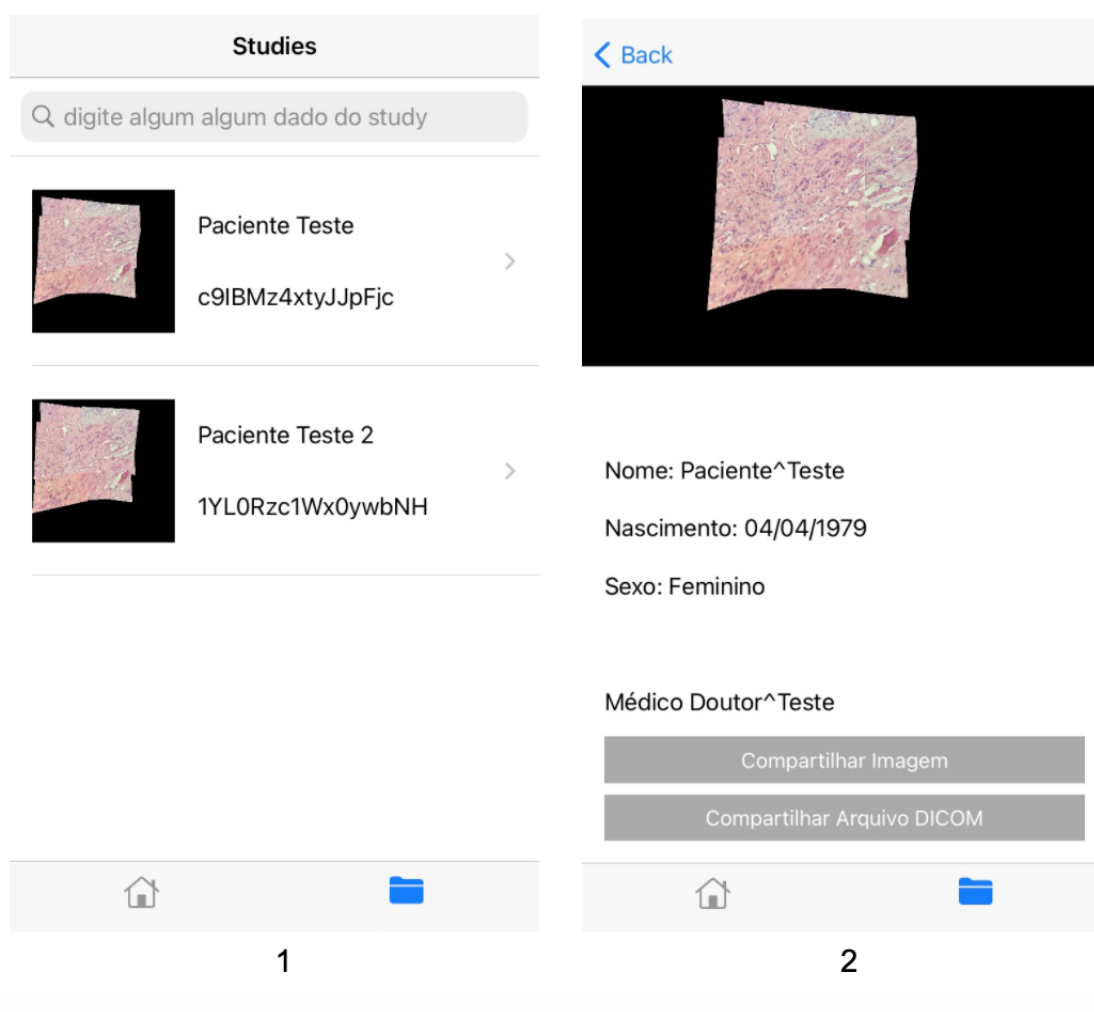 Studies
digite algum algum dado do study
Paciente Teste
c9IBMz4xtyJJpFjc
Paciente Teste 2
1YL0Rzc1Wx0ywbNH
1
Back
Nome: Paciente^Teste
Nascimento: 04/04/1979
Sexo: Feminino
Médico Doutor^Teste
Compartilhar Imagem
Compartilhar Arquivo DICOM
2